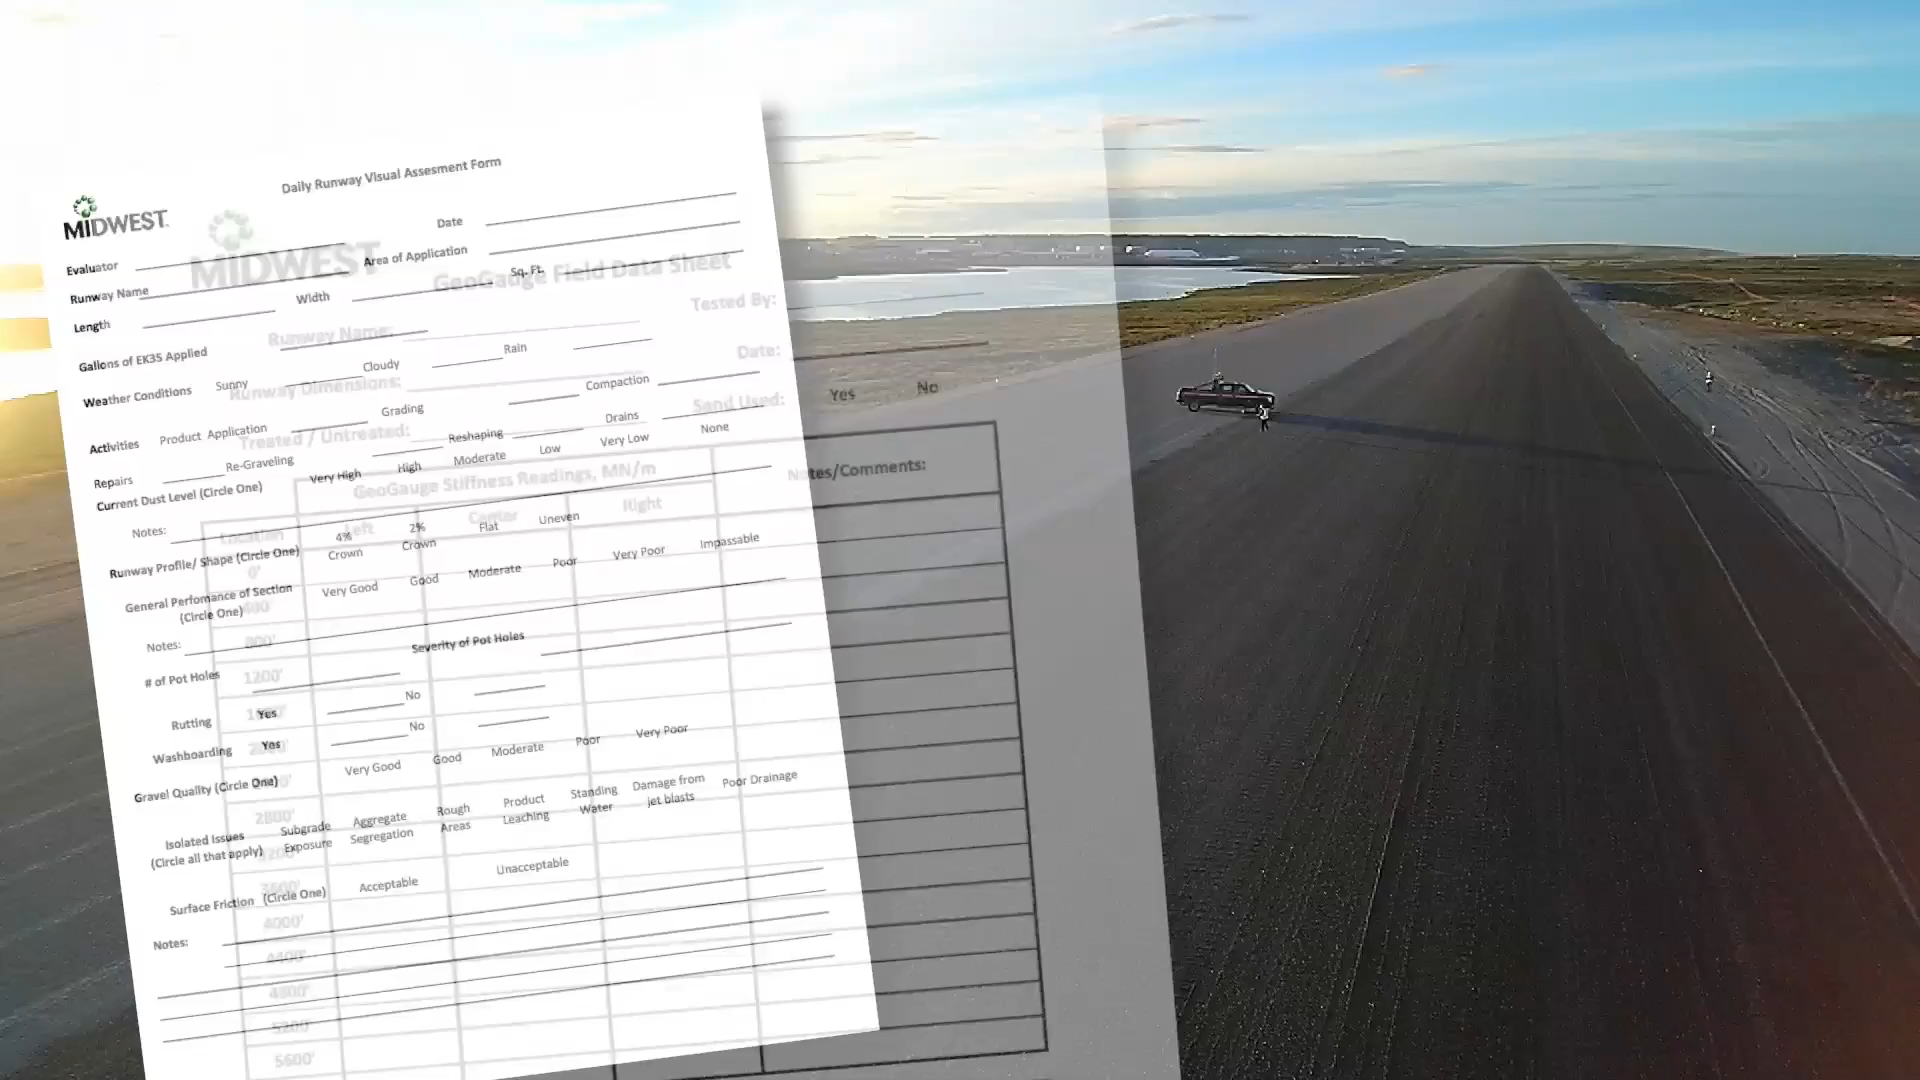 Daily Runway Visual Assesment Form
MIDWEST
Evaluator
Date
Runway Name
Area of Application
Length
Width
Sq. Ft.
Gallons of EK35 Applied
Weather Conditions Sunny Cloudy Rain
Activities Product Application Grading Compaction
Repairs Re-Graveling Reshaping Drains
Current Dust Level (Circle One) Very High High Moderate Low Very Low None
Notes:
Runway Profile/ Shape (Circle One) 4% Crown 2% Crown Flat Uneven
General Perfomance of Section (Circle One) Very Good Good Moderate Poor Very Poor Impassable
Notes:
# of Pot Holes Severity of Pot Holes
Rutting Yes No
Washboarding Yes No
Gravel Quality (Circle One) Very Good Good Moderate Poor Very Poor
Isolated Issues (Circle all that apply) Subgrade Exposure Aggregate Segregation Rough Areas Product Leaching Standing Water Damage from jet blasts Poor Drainage
Surface Friction (Circle One) Acceptable Unacceptable
Notes:
MIDWEST
GeoGauge Field Data Sheet
Runway Name:
Tested By:
Runway Dimensions:
Date:
Treated / Untreated:
Sand Used: Yes No
GeoGauge Stiffness Readings, MN/m
Notes/Comments:
Location Left Center Right
0'
400'
800'
1200'
2800'
3600'
4000'
4400'
4800'
5200'
5600'